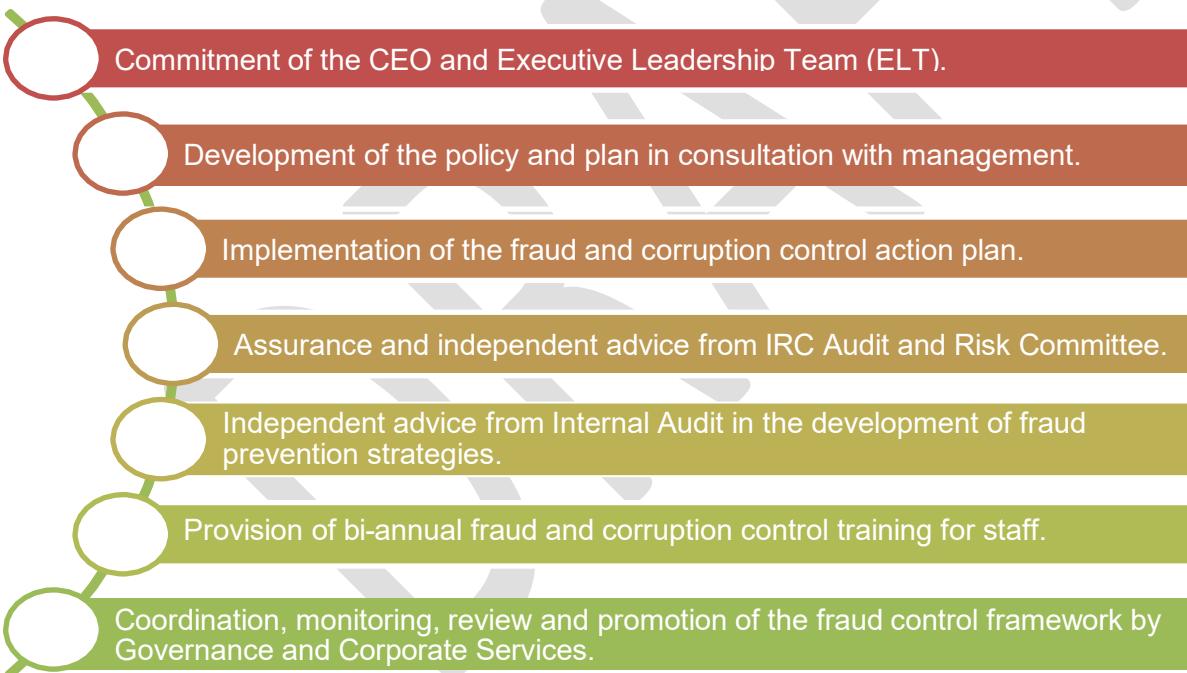 Commitment of the CEO and Executive Leadership Team (ELT).
Development of the policy and plan in consultation with management.
Implementation of the fraud and corruption control action plan.
Assurance and independent advice from IRC Audit and Risk Committee.
Independent advice from Internal Audit in the development of fraud
prevention strategies.
Provision of bi-annual fraud and corruption control training for staff.
Coordination, monitoring, review and promotion of the fraud control framework by
Governance and Corporate Services.